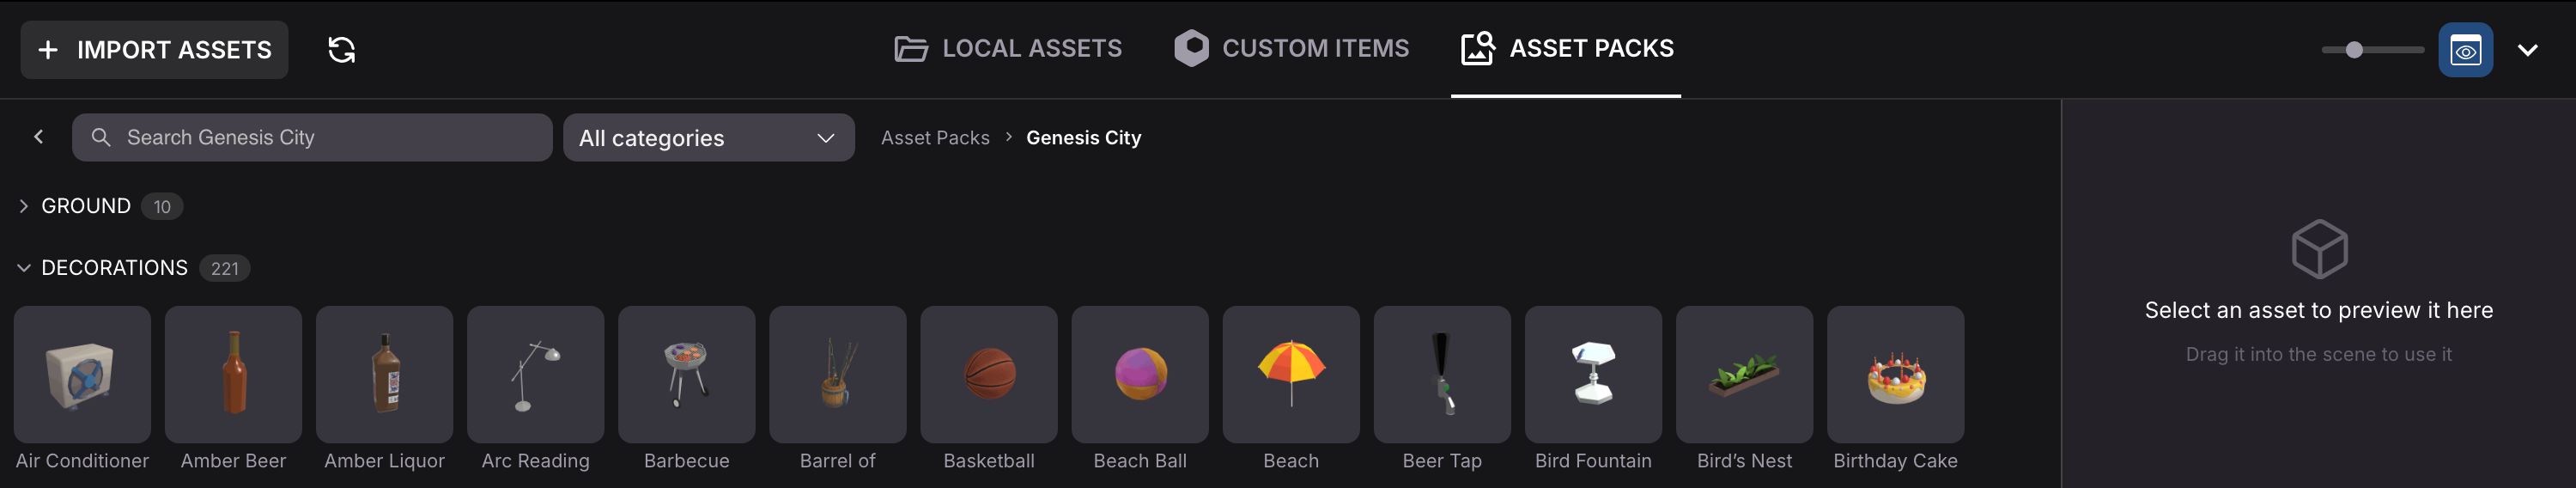 IMPORT ASSETS
LOCAL ASSETS
CUSTOM ITEMS
ASSET PACKS
Search Genesis City
All categories
Asset Packs > Genesis City
GROUND 10
DECORATIONS 221
Air Conditioner
Amber Beer
Amber Liquor
Arc Reading
Barbecue
Barrel of
Basketball
Beach Ball
Beach
Beer Tap
Bird Fountain
Bird’s Nest
Birthday Cake
Select an asset to preview it here
Drag it into the scene to use it